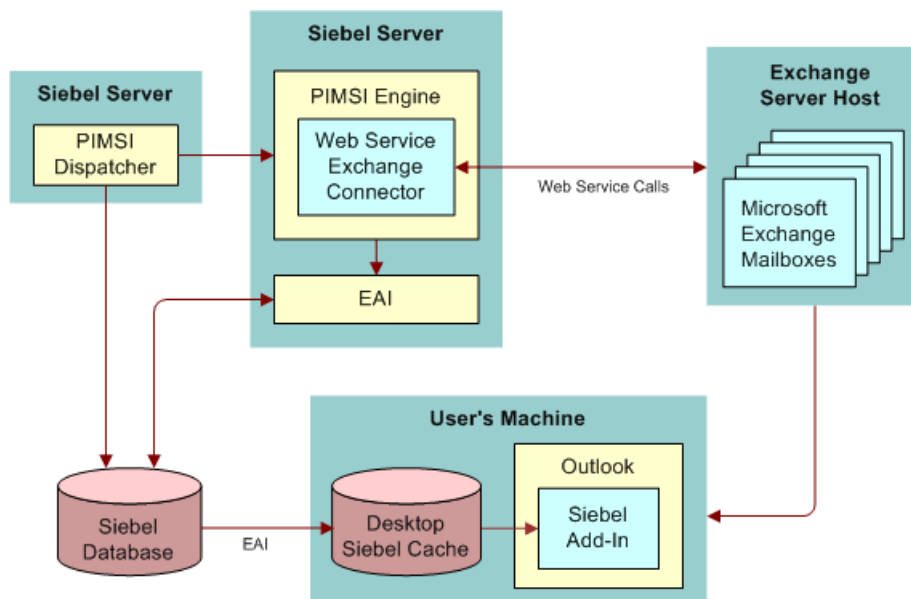 Siebel Server
PIMSI
Dispatcher
Siebel Server
PIMSI Engine
Web Service
Exchange
Connector
EAI
Web Service Calls
Exchange
Server Host
Microsoft
Exchange
Mailboxes
Siebel
Database
EAI
User's Machine
Desktop
Siebel Cache
Outlook
Siebel
Add-In